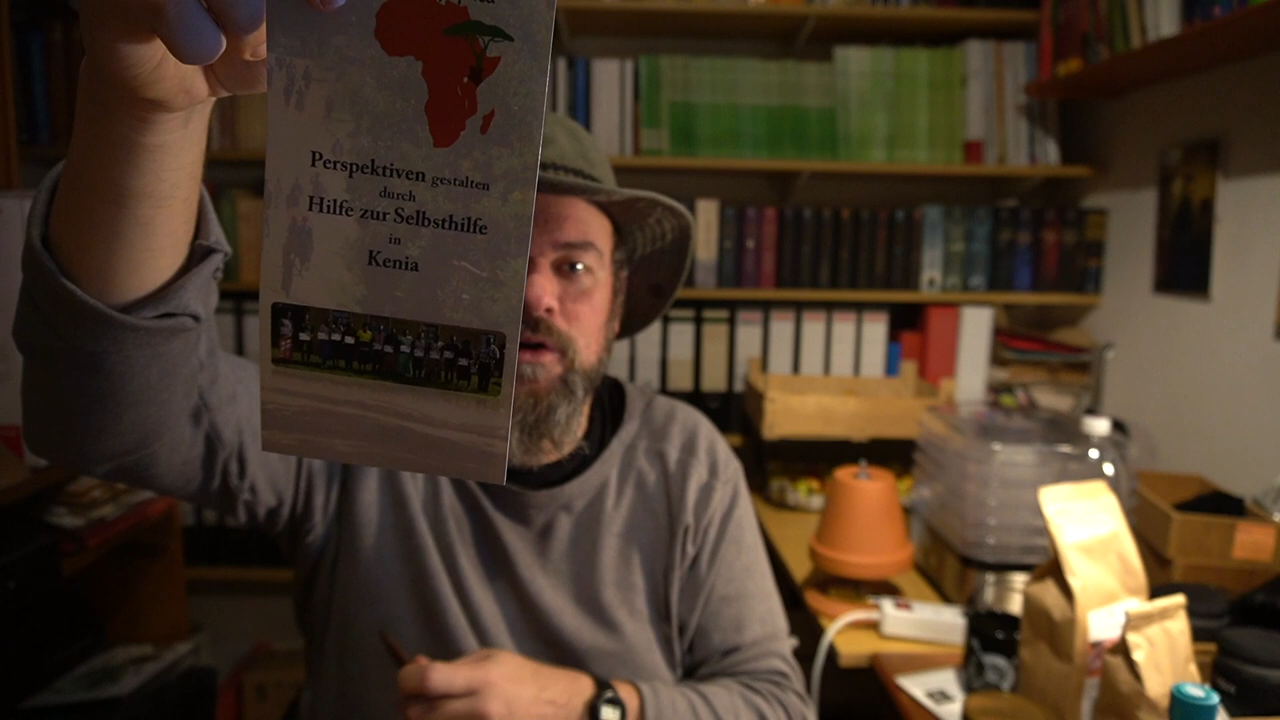 Perspektiven gestalten
durch
Hilfe zur Selbsthilfe
in
Kenia